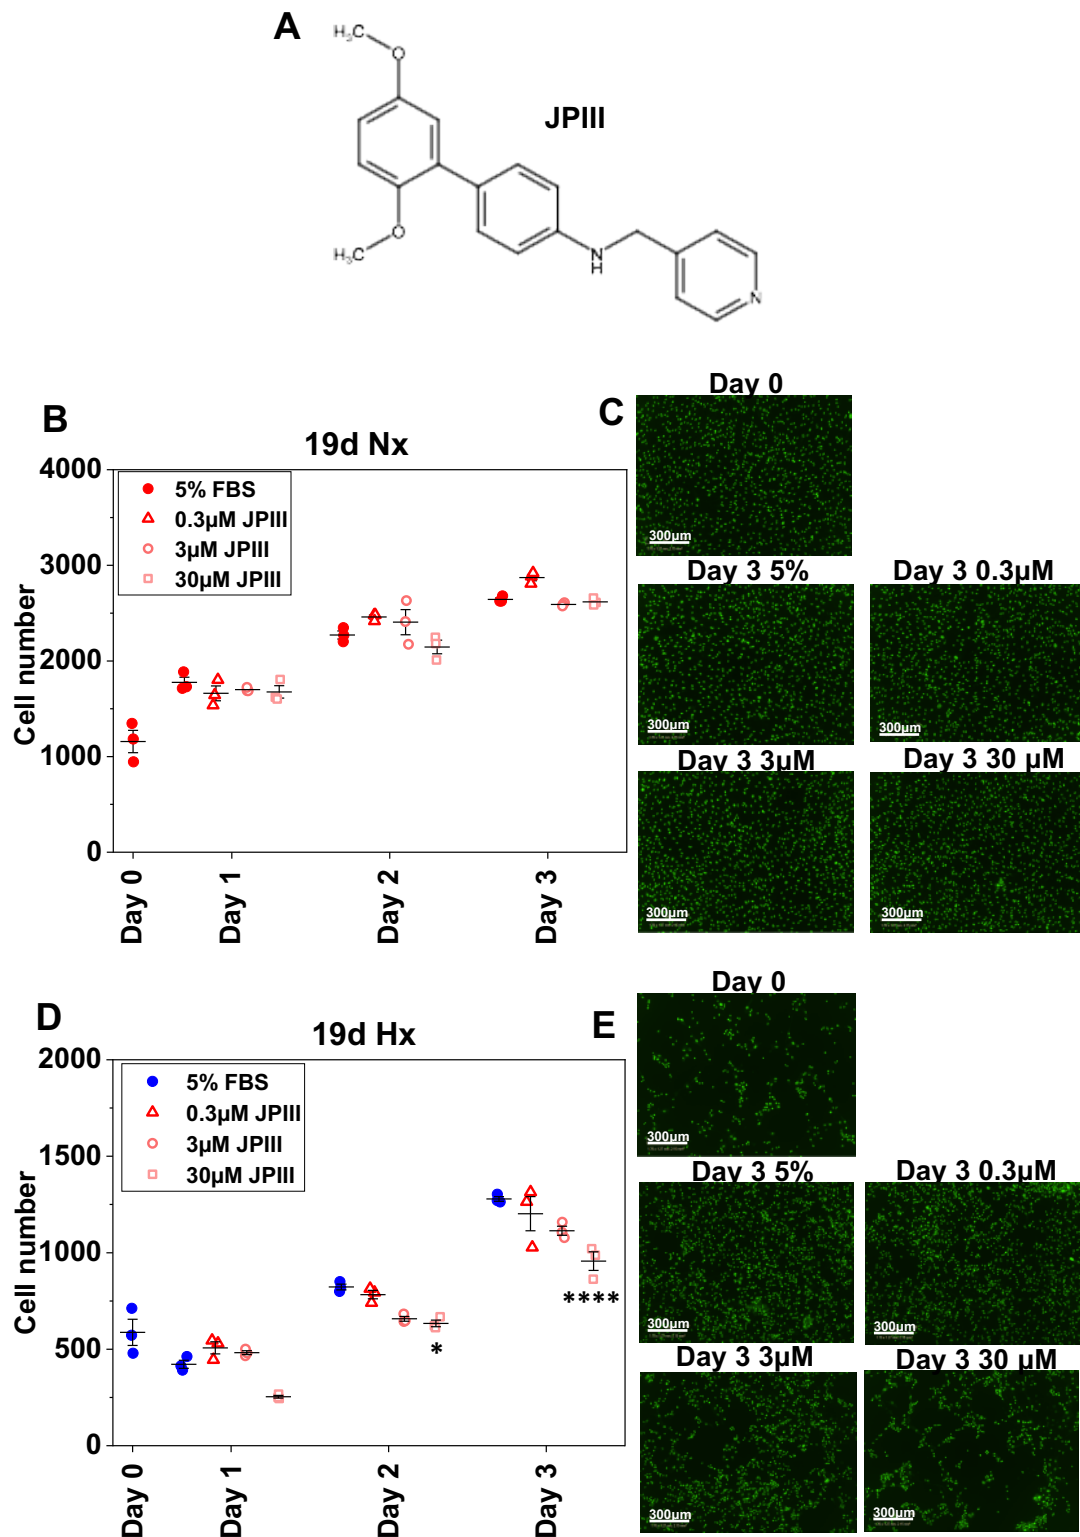 A
H₃C
O
JPIII
O
H₃C
N
H
N
B
19d Nx
4000
3000
2000
1000
0
Cell number
5% FBS
0.3µM JPIII
3µM JPIII
30µM JPIII
Day 0
Day 1
Day 2
Day 3
C
Day 0
300µm
Day 3 5%
Day 3 0.3µM
300µm
300µm
Day 3 3µM
Day 3 30 µM
300µm
300µm
D
19d Hx
2000
1500
1000
500
0
Cell number
5% FBS
0.3µM JPIII
3µM JPIII
30µM JPIII
*
****
Day 0
Day 1
Day 2
Day 3
E
Day 0
300µm
Day 3 5%
Day 3 0.3µM
300µm
300µm
Day 3 3µM
Day 3 30 µM
300µm
300µm